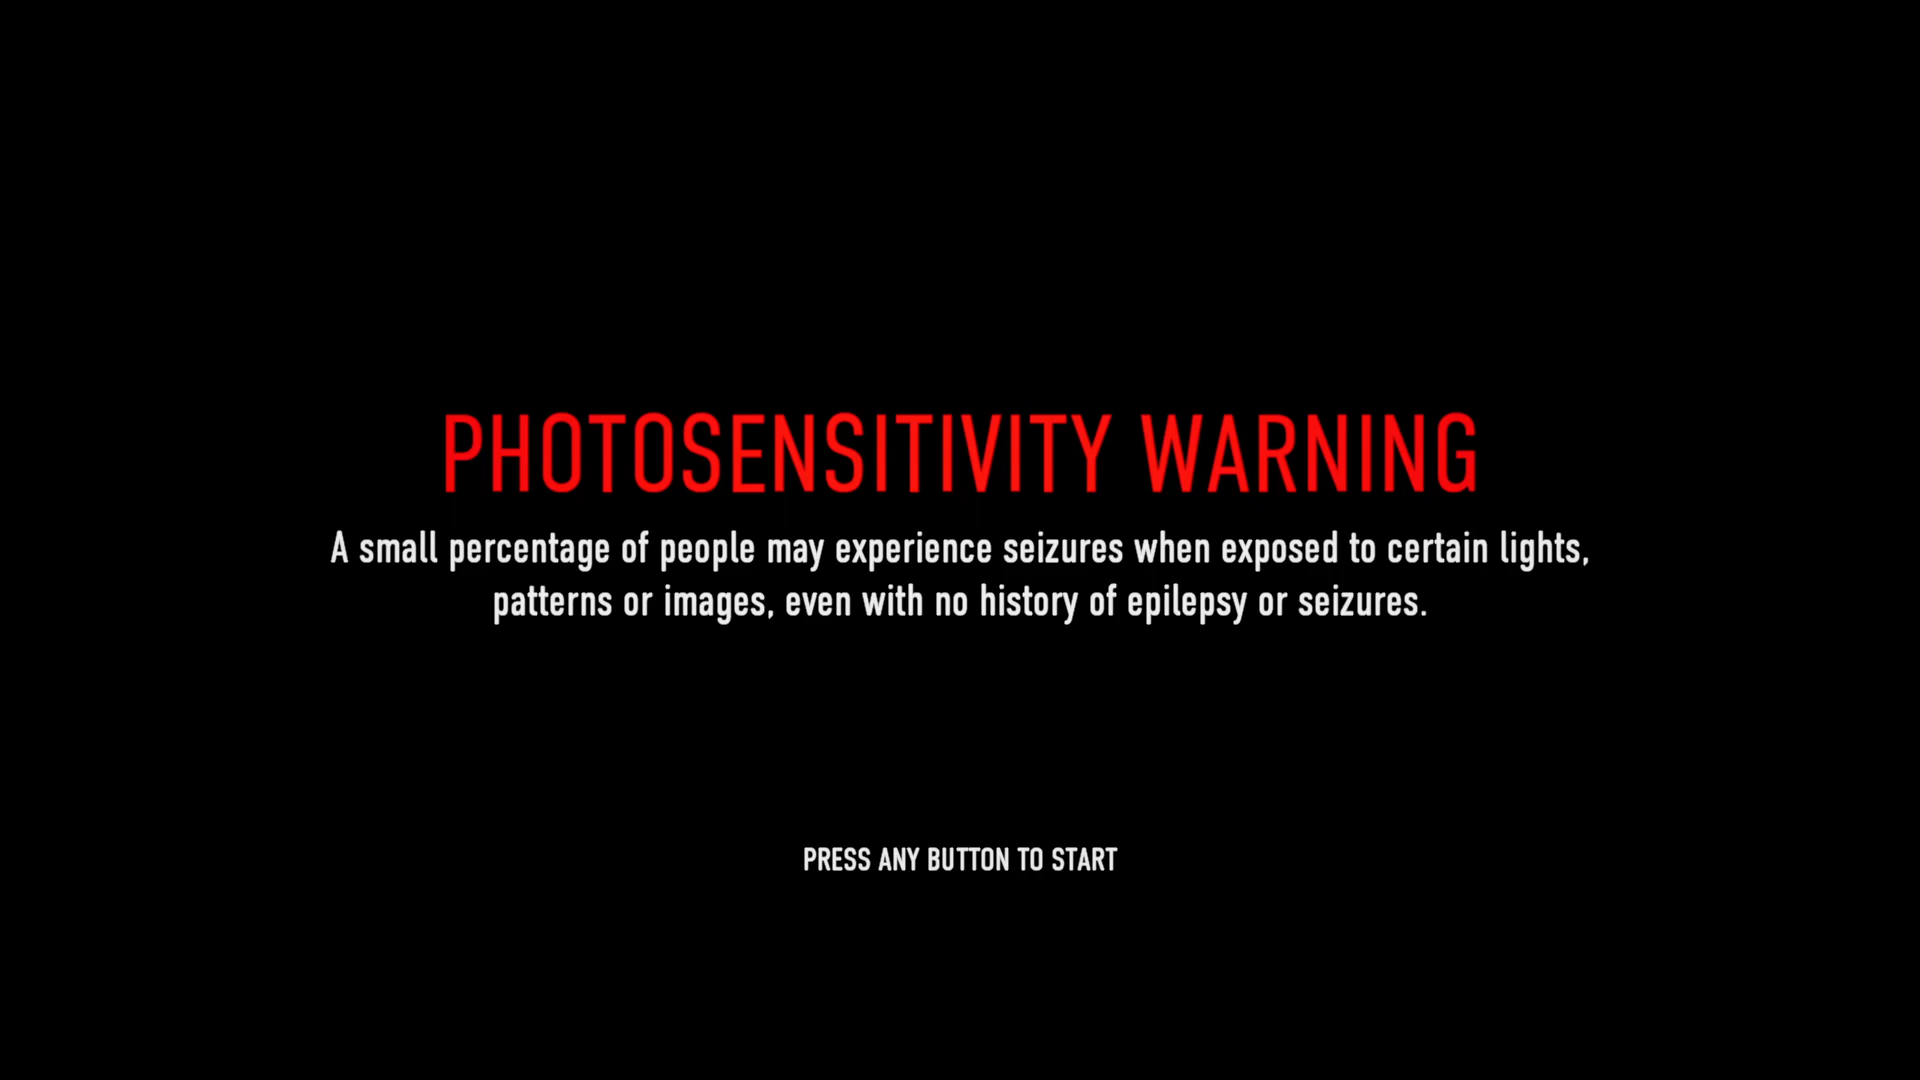 PHOTOSENSITIVITY WARNING
A small percentage of people may experience seizures when exposed to certain lights,
patterns or images, even with no history of epilepsy or seizures.
PRESS ANY BUTTON TO START